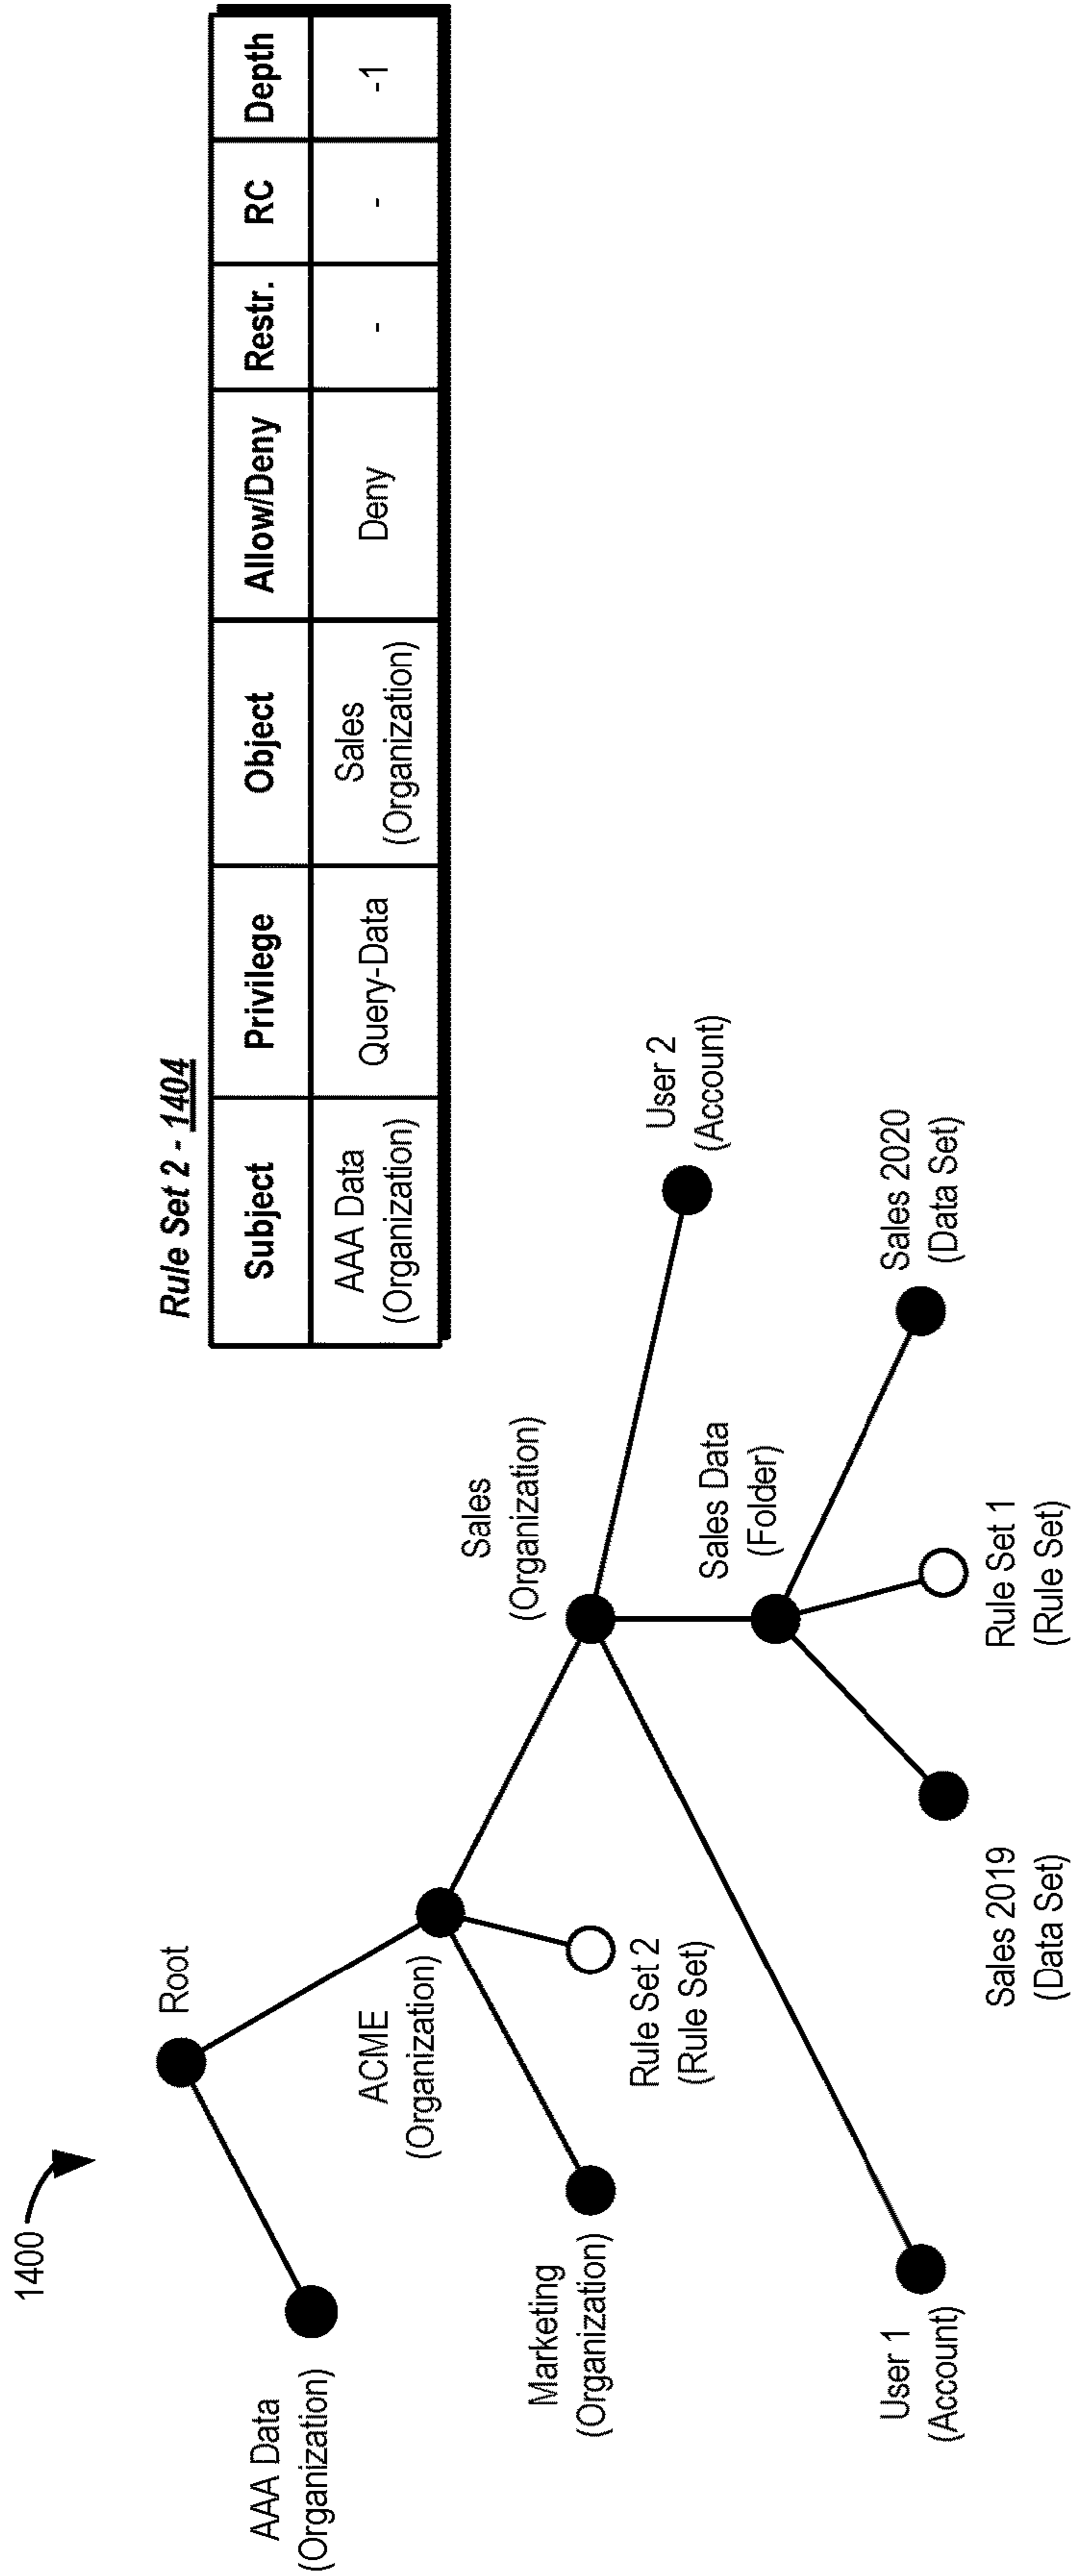 1400
Rule Set 2 - 1404
Subject
Privilege
Object
Allow/Deny
Restr.
RC
Depth
AAA Data
(Organization)
Query-Data
Sales
(Organization)
Deny
-
-
-1
Root
AAA Data
(Organization)
ACME
(Organization)
Sales
(Organization)
Marketing
(Organization)
Rule Set 2
(Rule Set)
User 2
(Account)
Sales Data
(Folder)
User 1
(Account)
Sales 2019
(Data Set)
Rule Set 1
(Rule Set)
Sales 2020
(Data Set)